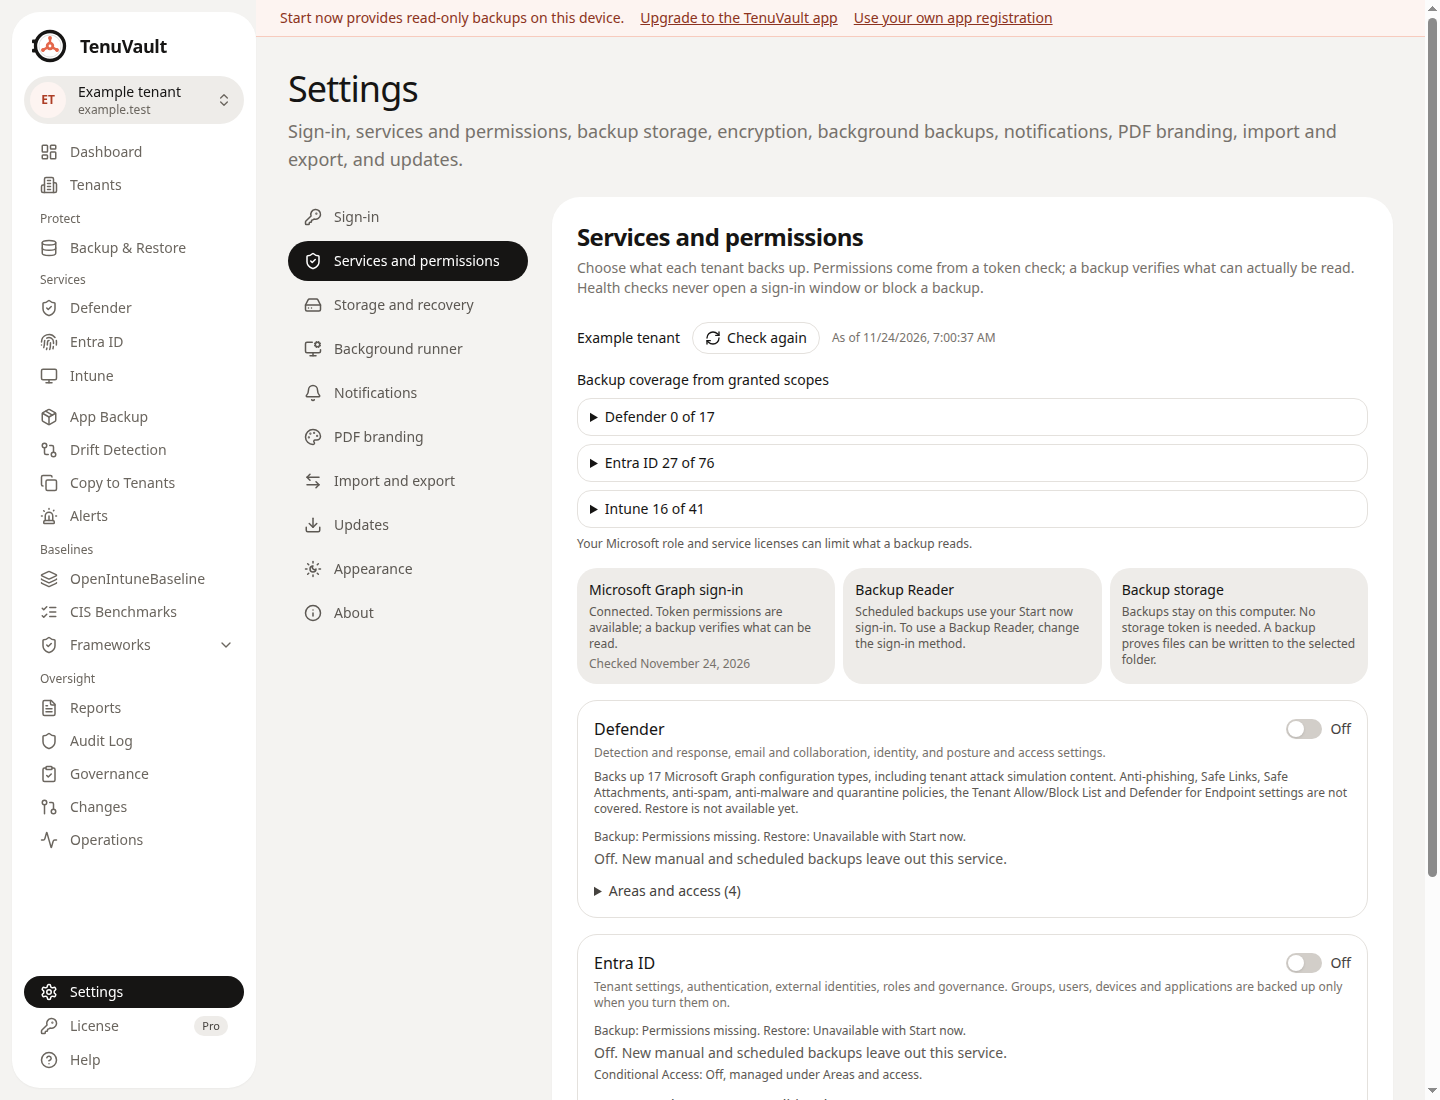 Start now provides read-only backups on this device. Upgrade to the TenuVault app Use your own app registration
TenuVault
ET
Example tenant
example.test
Dashboard
Tenants
Protect
Backup & Restore
Services
Defender
Entra ID
Intune
App Backup
Drift Detection
Copy to Tenants
Alerts
Baselines
OpenIntuneBaseline
CIS Benchmarks
Frameworks
Oversight
Reports
Audit Log
Governance
Changes
Operations
Settings
License Pro
Help
Settings
Sign-in, services and permissions, backup storage, encryption, background backups, notifications, PDF branding, import and
export, and updates.
Sign-in
Services and permissions
Storage and recovery
Background runner
Notifications
PDF branding
Import and export
Updates
Appearance
About
Services and permissions
Choose what each tenant backs up. Permissions come from a token check; a backup verifies what can actually be read.
Health checks never open a sign-in window or block a backup.
Example tenant Check again As of 11/24/2026, 7:00:37 AM
Backup coverage from granted scopes
Defender 0 of 17
Entra ID 27 of 76
Intune 16 of 41
Your Microsoft role and service licenses can limit what a backup reads.
Microsoft Graph sign-in
Connected. Token permissions are
available; a backup verifies what can be
read.
Checked November 24, 2026
Backup Reader
Scheduled backups use your Start now
sign-in. To use a Backup Reader, change
the sign-in method.
Backup storage
Backups stay on this computer. No
storage token is needed. A backup
proves files can be written to the selected
folder.
Defender Off
Detection and response, email and collaboration, identity, and posture and access settings.
Backs up 17 Microsoft Graph configuration types, including tenant attack simulation content. Anti-phishing, Safe Links, Safe
Attachments, anti-spam, anti-malware and quarantine policies, the Tenant Allow/Block List and Defender for Endpoint settings are not
covered. Restore is not available yet.
Backup: Permissions missing. Restore: Unavailable with Start now.
Off. New manual and scheduled backups leave out this service.
Areas and access (4)
Entra ID Off
Tenant settings, authentication, external identities, roles and governance. Groups, users, devices and applications are backed up only
when you turn them on.
Backup: Permissions missing. Restore: Unavailable with Start now.
Off. New manual and scheduled backups leave out this service.
Conditional Access: Off, managed under Areas and access.